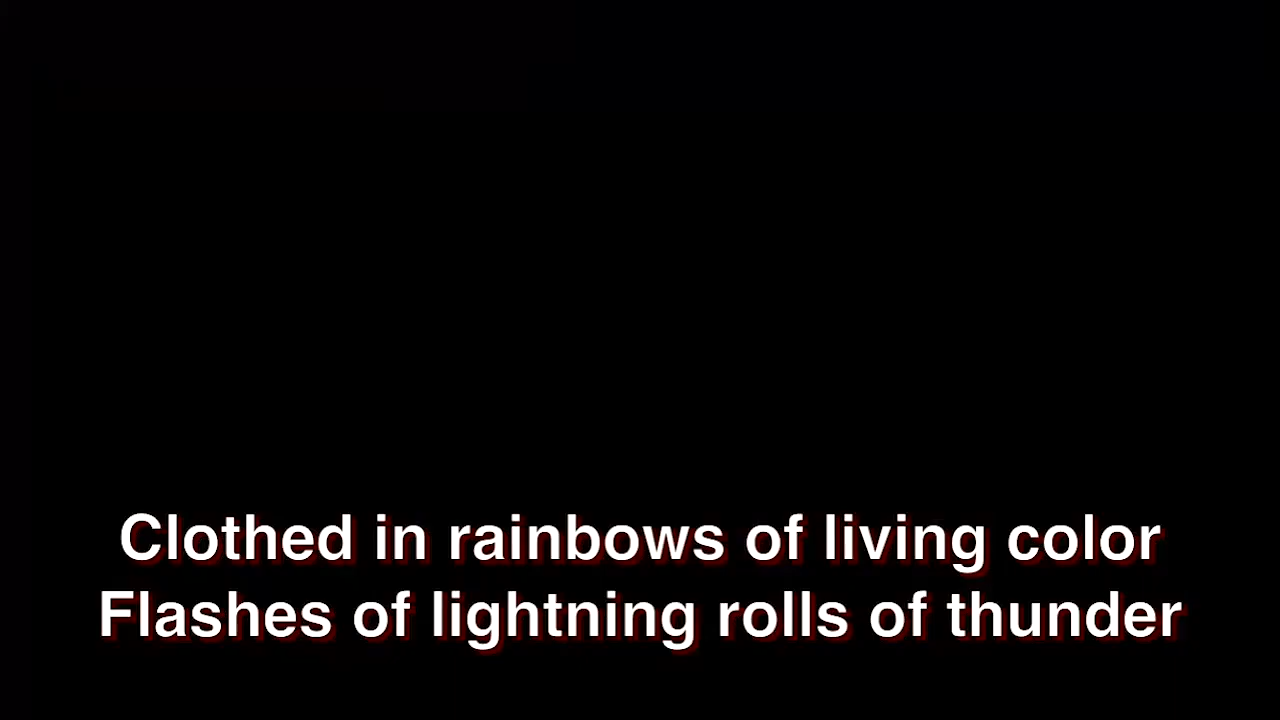 Clothed in rainbows of living color
Flashes of lightning rolls of thunder